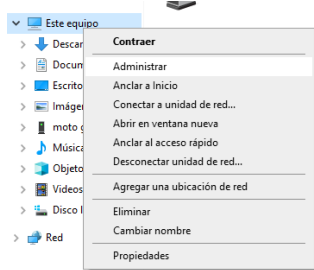 Este equipo
Contraer
Administrar
Anclar a Inicio
Conectar a unidad de red...
Abrir en ventana nueva
Anclar al acceso rápido
Desconectar unidad de red...
Agregar una ubicación de red
Eliminar
Cambiar nombre
Propiedades
Descar
Docum
Escrito
Imáge
moto g
Música
Objeto
Videos
Disco l
Red